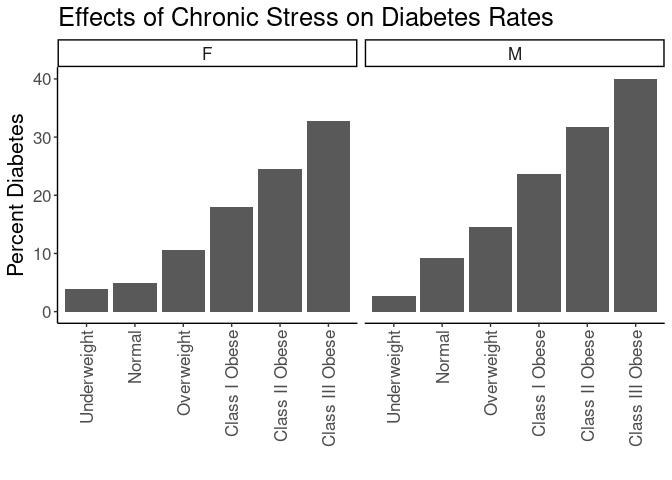 Effects of Chronic Stress on Diabetes Rates
F
M
Percent Diabetes
40
30
20
10
0
Underweight
Normal
Overweight
Class I Obese
Class II Obese
Class III Obese
Underweight
Normal
Overweight
Class I Obese
Class II Obese
Class III Obese